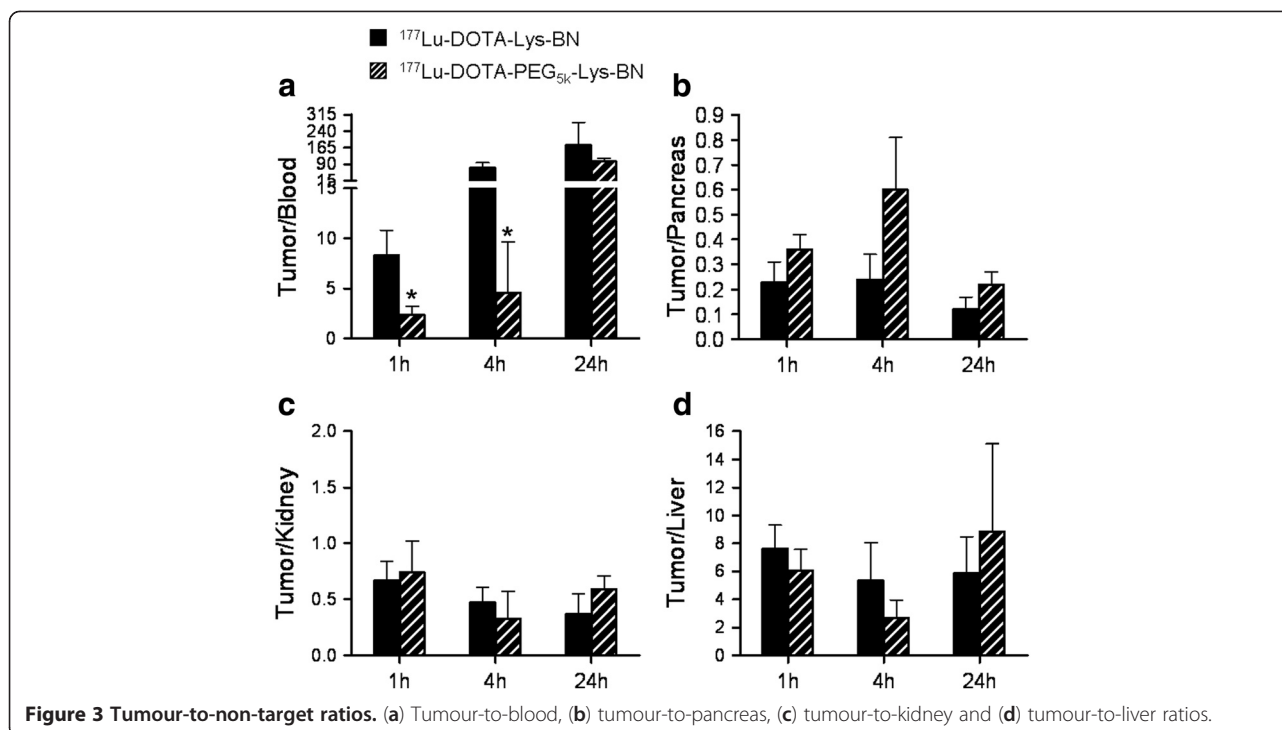 ¹⁷⁷Lu-DOTA-Lys-BN
¹⁷⁷Lu-DOTA-PEG₅ₖ-Lys-BN
a
Tumor/Blood
315
240
165
90
15
15
10
5
0
*
*
1h 4h 24h
b
Tumor/Pancreas
0.9
0.8
0.7
0.6
0.5
0.4
0.3
0.2
0.1
0.0
1h 4h 24h
c
Tumor/Kidney
2.0
1.5
1.0
0.5
0.0
1h 4h 24h
d
Tumor/Liver
16
14
12
10
8
6
4
2
0
1h 4h 24h
Figure 3 Tumour-to-non-target ratios. (a) Tumour-to-blood, (b) tumour-to-pancreas, (c) tumour-to-kidney and (d) tumour-to-liver ratios.